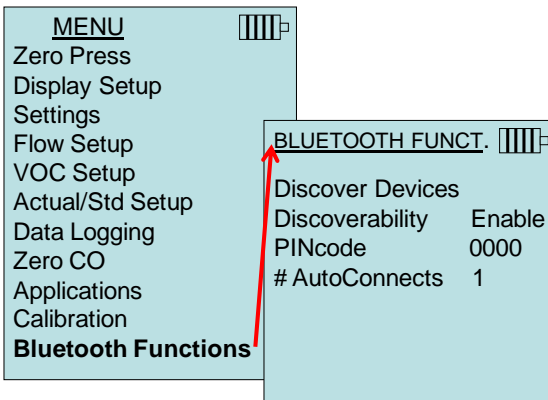 MENU
Zero Press
Display Setup
Settings
Flow Setup
VOC Setup
Actual/Std Setup
Data Logging
Zero CO
Applications
Calibration
Bluetooth Functions
BLUETOOTH FUNCT.
Discover Devices
Discoverability Enable
PINcode 0000
# AutoConnects 1